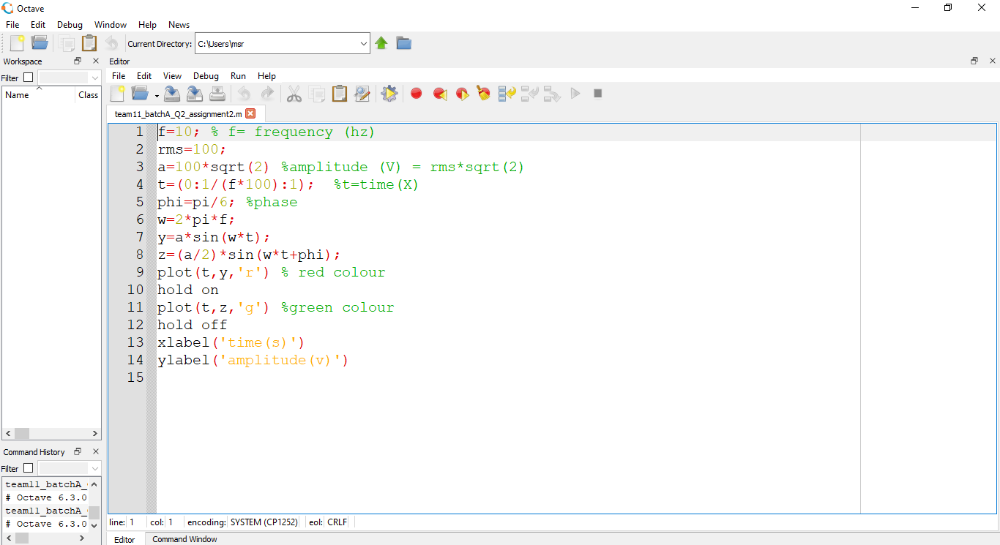 Octave
File Edit Debug Window Help News
Current Directory: C:\Users\msr
Workspace
Filter
Name Class
Command History
Filter
team11_batchA_
# Octave 6.3.0
team11_batchA_
# Octave 6.3.0
Editor
File Edit View Debug Run Help
team11_batchA_Q2_assignment2.m
1 f=10; % f= frequency (hz)
2 rms=100;
3 a=100*sqrt(2) %amplitude (V) = rms*sqrt(2)
4 t=(0:1/(f*100):1);  %t=time(X)
5 phi=pi/6; %phase
6 w=2*pi*f;
7 y=a*sin(w*t);
8 z=(a/2)*sin(w*t+phi);
9 plot(t,y,'r') % red colour
10 hold on
11 plot(t,z,'g') %green colour
12 hold off
13 xlabel('time(s)')
14 ylabel('amplitude(v)')
15
line: 1 col: 1 encoding: SYSTEM (CP1252) eol: CRLF
Editor Command Window